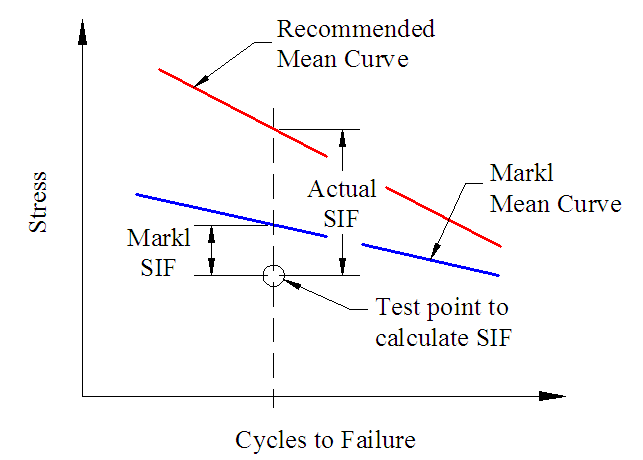 Recommended
Mean Curve
Actual
SIF
Markl
Mean Curve
Markl
SIF
Test point to
calculate SIF
Stress
Cycles to Failure